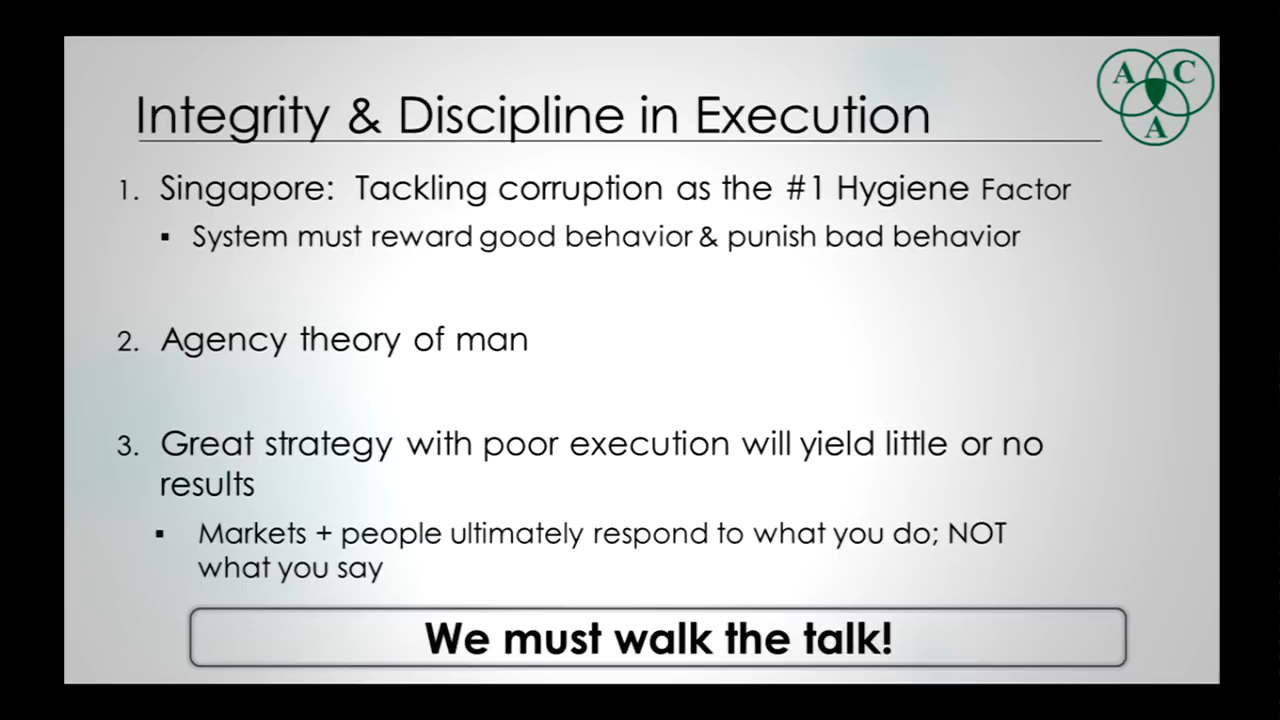 Integrity & Discipline in Execution
A C
A
1. Singapore: Tackling corruption as the #1 Hygiene Factor
▪ System must reward good behavior & punish bad behavior
2. Agency theory of man
3. Great strategy with poor execution will yield little or no
results
▪ Markets + people ultimately respond to what you do; NOT
what you say
We must walk the talk!